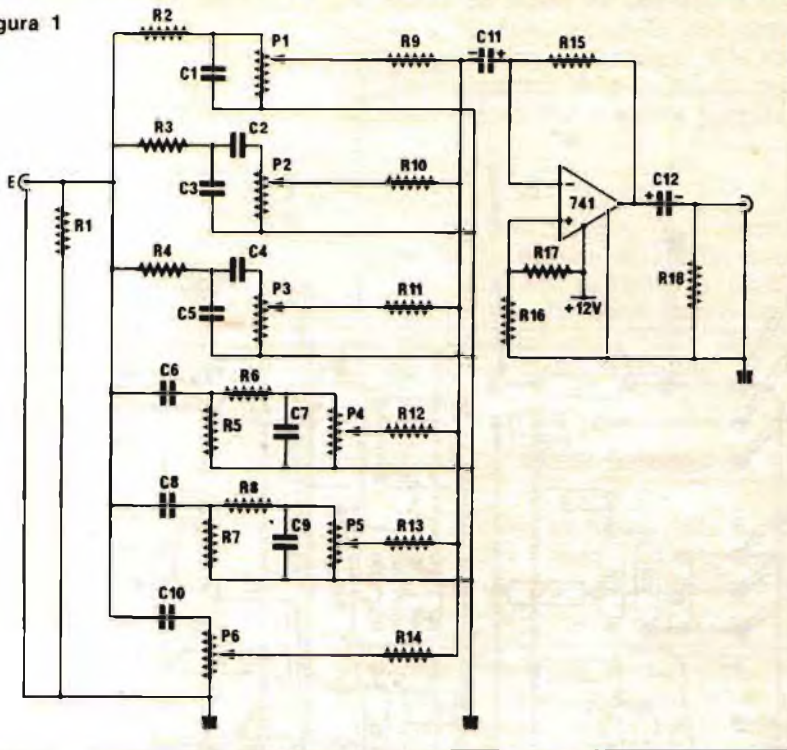 gura 1
R2
P1
R9
C11
- +
R15
C1
R3
C2
P2
R10
C3
E
R1
R4
C4
P3
R11
C5
-
741
+
C12
+ -
R17
R16
+12V
R18
C6
R6
R5
C7
P4
R12
C8
R8
R7
C9
P5
R13
C10
P6
R14